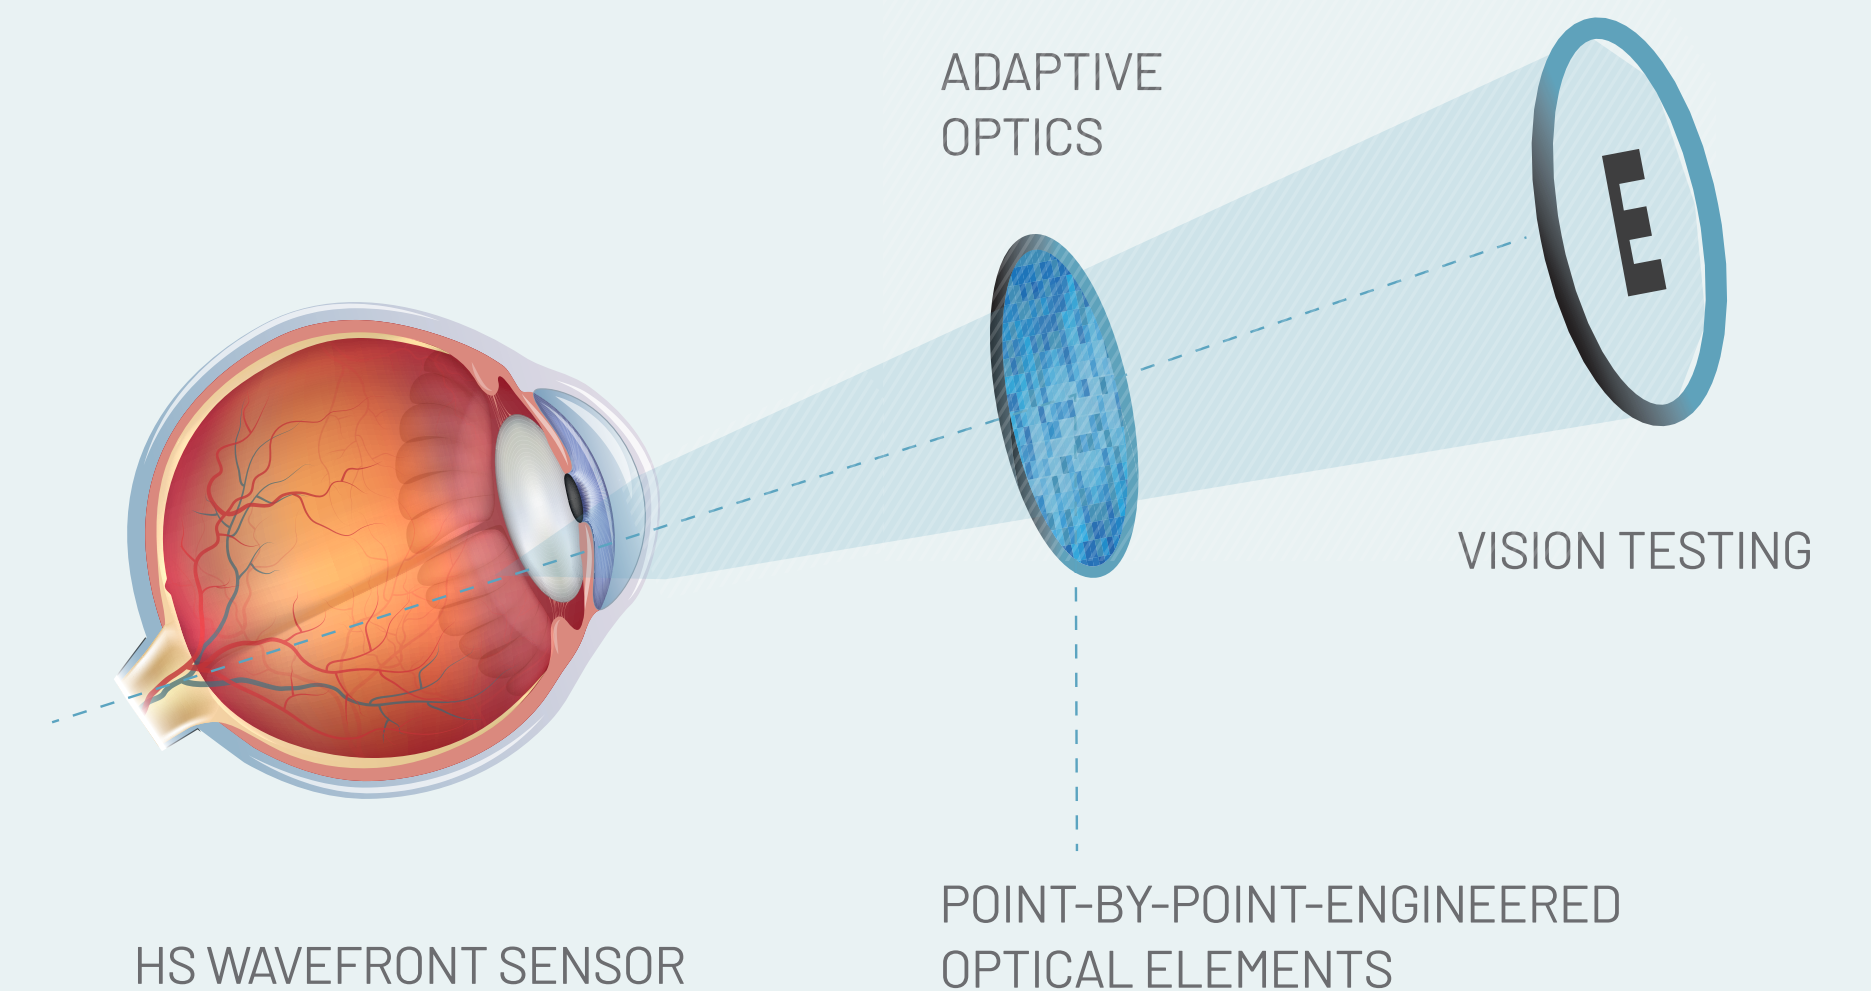 ADAPTIVE
OPTICS
E
VISION TESTING
POINT-BY-POINT-ENGINEERED
OPTICAL ELEMENTS
HS WAVEFRONT SENSOR